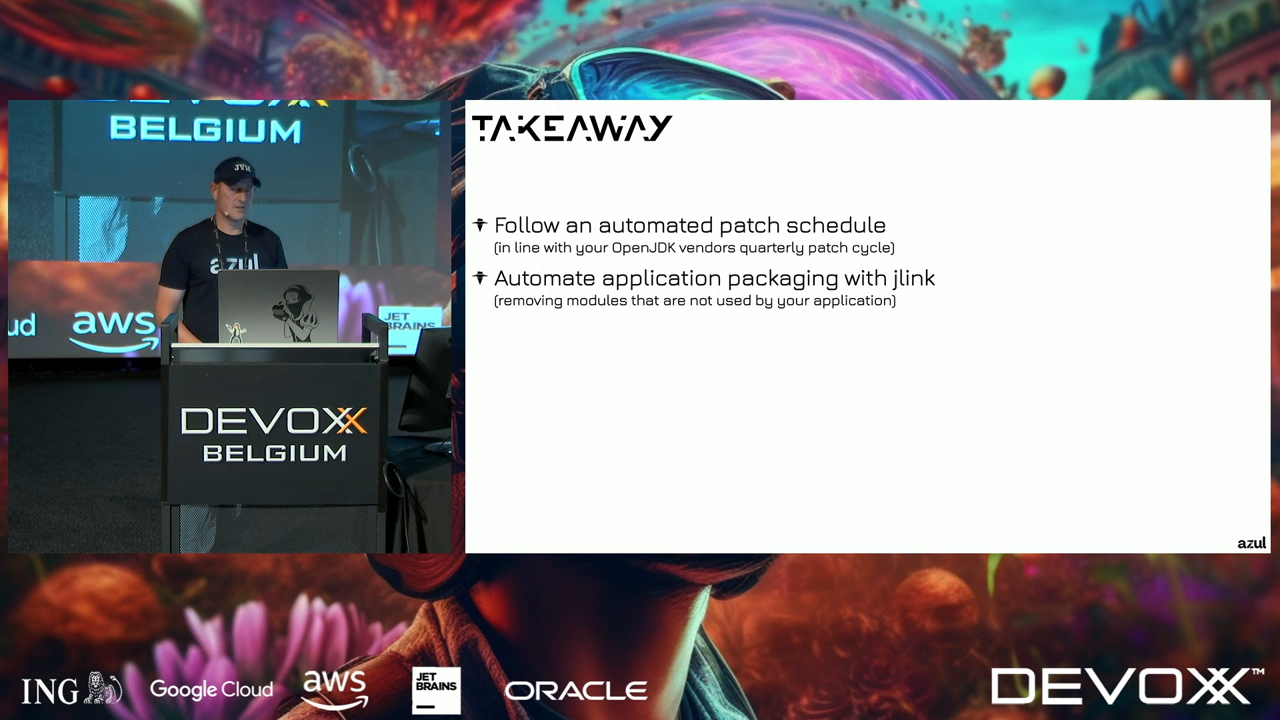 DEVOXX
BELGIUM
JVM
azul
aws
JET
BRAINS
DEVOXX
BELGIUM
TAKEAWAY
Follow an automated patch schedule
(in line with your OpenJDK vendors quarterly patch cycle)
Automate application packaging with jlink
(removing modules that are not used by your application)
azul
ING
Google Cloud
aws
JET
BRAINS
ORACLE
DEVOXX™